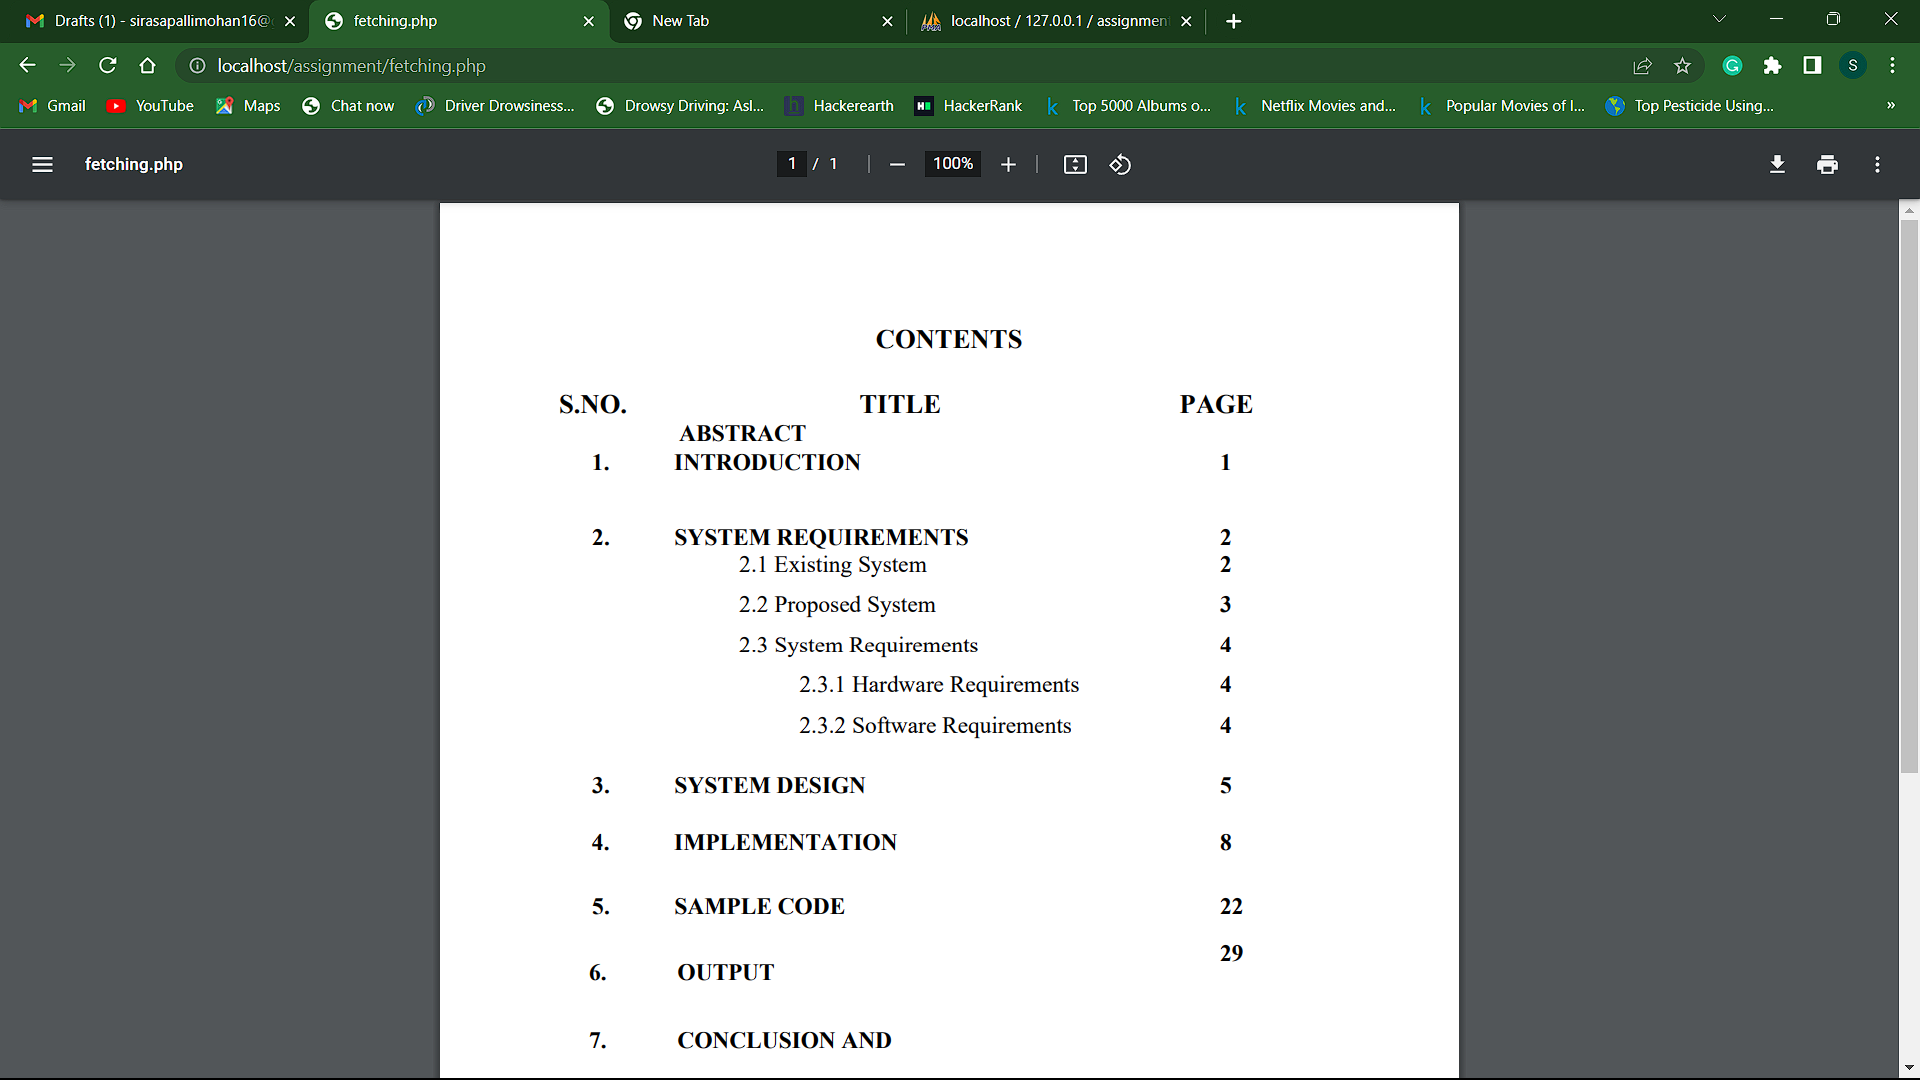 Drafts (1) - sirasapallimohan16@
fetching.php
New Tab
localhost / 127.0.0.1 / assignment
localhost/assignment/fetching.php
S
Gmail
YouTube
Maps
Chat now
Driver Drowsiness...
Drowsy Driving: Asl...
Hackerearth
HackerRank
Top 5000 Albums o...
Netflix Movies and...
Popular Movies of I...
Top Pesticide Using...
»
fetching.php
1 / 1
100%
CONTENTS
S.NO. TITLE PAGE
ABSTRACT
1. INTRODUCTION 1
2. SYSTEM REQUIREMENTS 2
2.1 Existing System 2
2.2 Proposed System 3
2.3 System Requirements 4
2.3.1 Hardware Requirements 4
2.3.2 Software Requirements 4
3. SYSTEM DESIGN 5
4. IMPLEMENTATION 8
5. SAMPLE CODE 22
29
6. OUTPUT
7. CONCLUSION AND